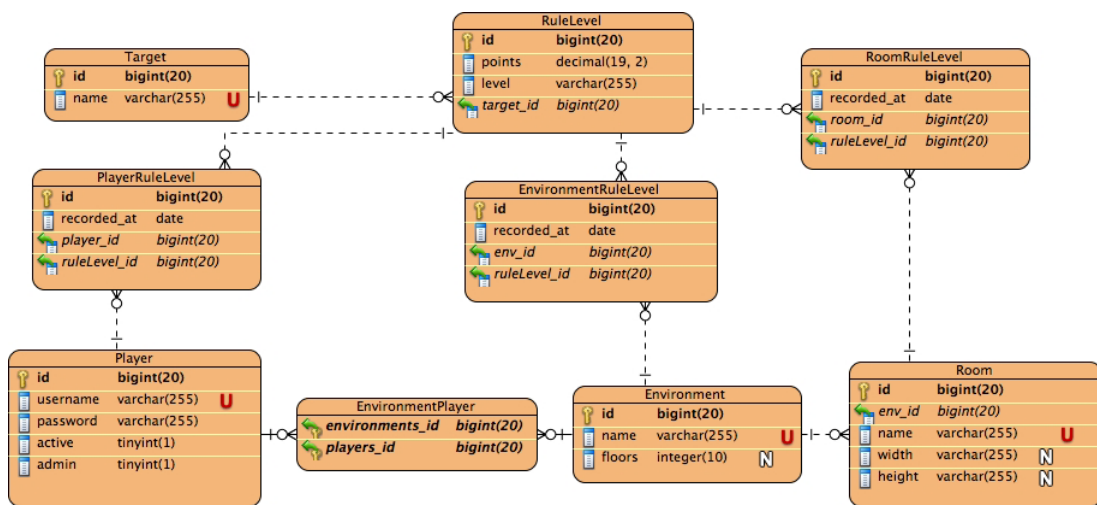 Target
id bigint(20)
name varchar(255) U
RuleLevel
id bigint(20)
points decimal(19, 2)
level varchar(255)
target_id bigint(20)
RoomRuleLevel
id bigint(20)
recorded_at date
room_id bigint(20)
ruleLevel_id bigint(20)
PlayerRuleLevel
id bigint(20)
recorded_at date
player_id bigint(20)
ruleLevel_id bigint(20)
EnvironmentRuleLevel
id bigint(20)
recorded_at date
env_id bigint(20)
ruleLevel_id bigint(20)
Player
id bigint(20)
username varchar(255) U
password varchar(255)
active tinyint(1)
admin tinyint(1)
EnvironmentPlayer
environments_id bigint(20)
players_id bigint(20)
Environment
id bigint(20)
name varchar(255) U
floors integer(10) N
Room
id bigint(20)
env_id bigint(20)
name varchar(255) U
width varchar(255) N
height varchar(255) N